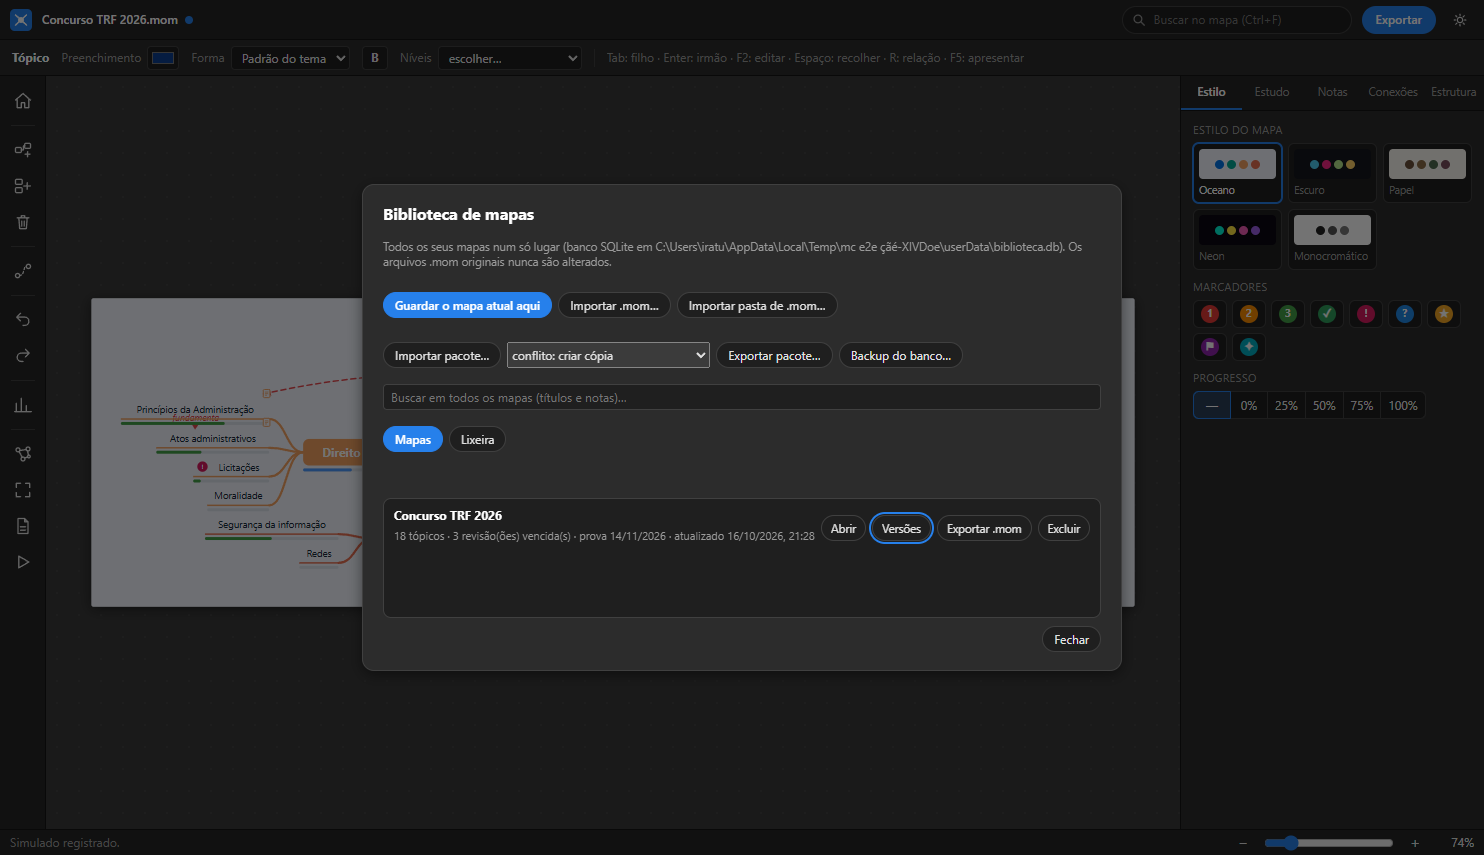 Concurso TRF 2026.mom
Buscar no mapa (Ctrl+F)
Exportar
Tópico
Preenchimento
Forma
Padrão do tema
B
Níveis
escolher...
Tab: filho · Enter: irmão · F2: editar · Espaço: recolher · R: relação · F5: apresentar
Estilo
Estudo
Notas
Conexões
Estrutura
ESTILO DO MAPA
Oceano
Escuro
Papel
Neon
Monocromático
MARCADORES
1
2
3
✓
!
?
★
PROGRESSO
—
0%
25%
50%
75%
100%
Princípios da Administração
fundamenta
Atos administrativos
!
Licitações
Moralidade
Direito
Segurança da informação
Redes
Biblioteca de mapas
Todos os seus mapas num só lugar (banco SQLite em C:\Users\iratu\AppData\Local\Temp\mc e2e çãé-XIVDoe\userData\biblioteca.db). Os
arquivos .mom originais nunca são alterados.
Guardar o mapa atual aqui
Importar .mom...
Importar pasta de .mom...
Importar pacote...
conflito: criar cópia
Exportar pacote...
Backup do banco...
Buscar em todos os mapas (títulos e notas)...
Mapas
Lixeira
Concurso TRF 2026
18 tópicos · 3 revisão(ões) vencida(s) · prova 14/11/2026 · atualizado 16/10/2026, 21:28
Abrir
Versões
Exportar .mom
Excluir
Fechar
Simulado registrado.
−
+
74%